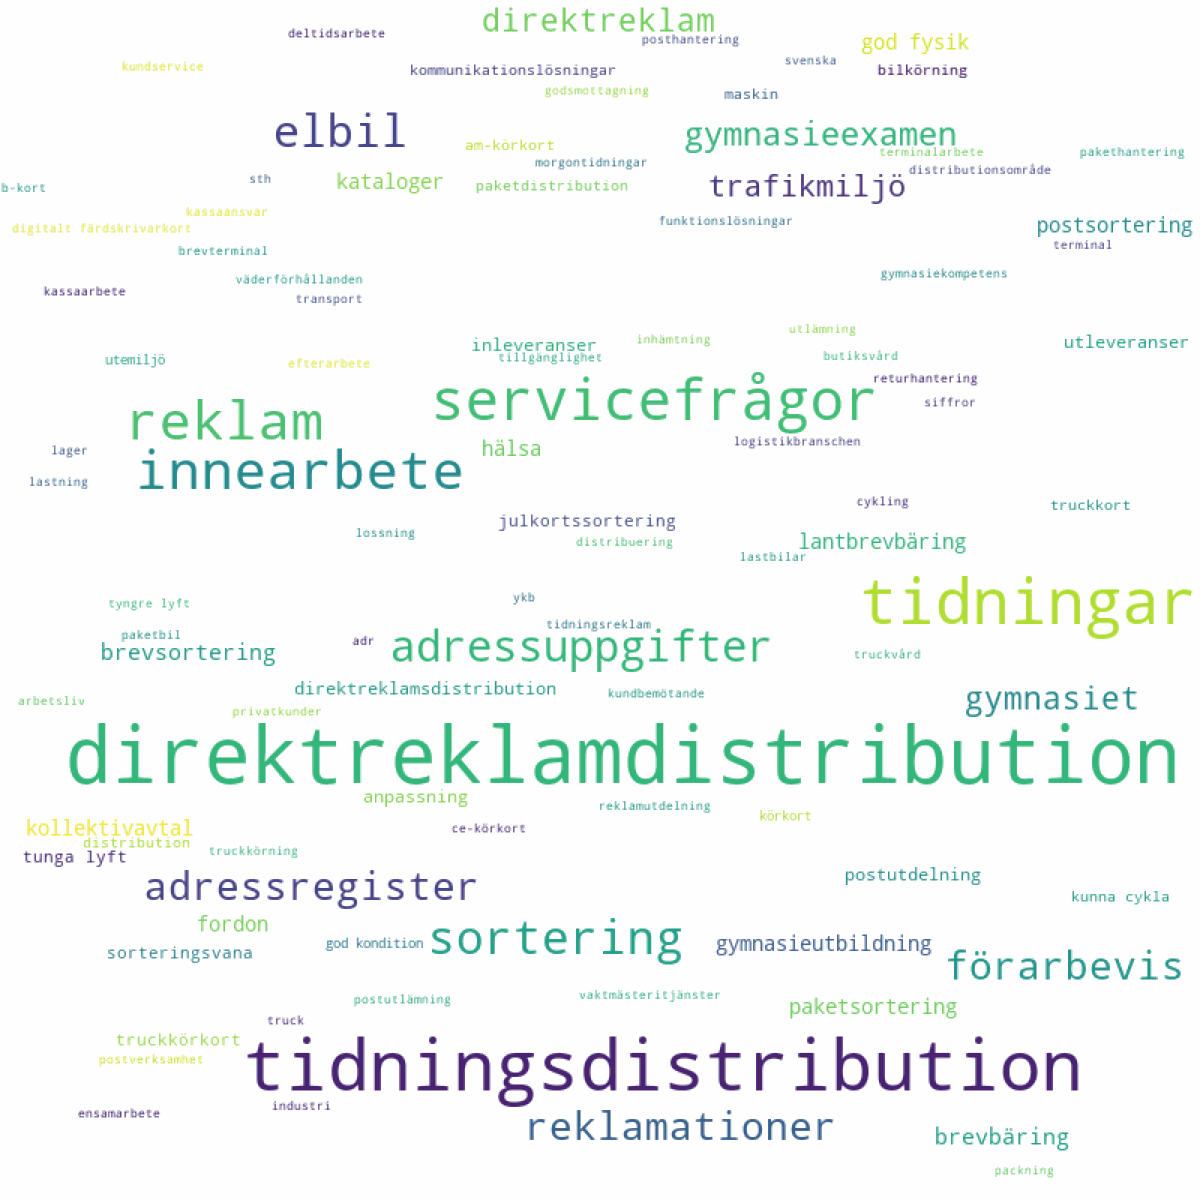 direktreklam
deltidsarbete
posthantering
god fysik
kundservice
svenska
kommunikationslösningar
bilkörning
godsmottagning
maskin
elbil
gymnasieexamen
am-körkort
terminalarbete
pakethantering
morgontidningar
distributionsområde
sth
kataloger
paketdistribution
trafikmiljö
b-kort
kassaansvar
funktionslösningar
postsortering
digitalt färdskrivarkort
terminal
brevterminal
väderförhållanden
gymnasiekompetens
kassaarbete
transport
utlämning
inleveranser
inhämtning
utleveranser
utemiljö
tillgänglighet
butiksvård
efterarbete
returhantering
servicefrågor
siffror
reklam
hälsa
logistikbranschen
lager
innearbete
lastning
cykling
truckkort
julkortssortering
lossning
distribuering
lantbrevbäring
lastbilar
tyngre lyft
ykb
tidningar
paketbil
tidningsreklam
adr
adressuppgifter
brevsortering
truckvård
direktreklamsdistribution
kundbemötande
arbetsliv
gymnasiet
privatkunder
direktreklamdistribution
anpassning
reklamutdelning
körkort
kollektivavtal
ce-körkort
distribution
tunga lyft
truckkörning
adressregister
postutdelning
kunna cykla
fordon
sortering
god kondition
gymnasieutbildning
sorteringsvana
förarbevis
postutlämning
vaktmästeritjänster
paketsortering
truck
truckkörkort
postverksamhet
tidningsdistribution
industri
ensamarbete
reklamationer
brevbäring
packning